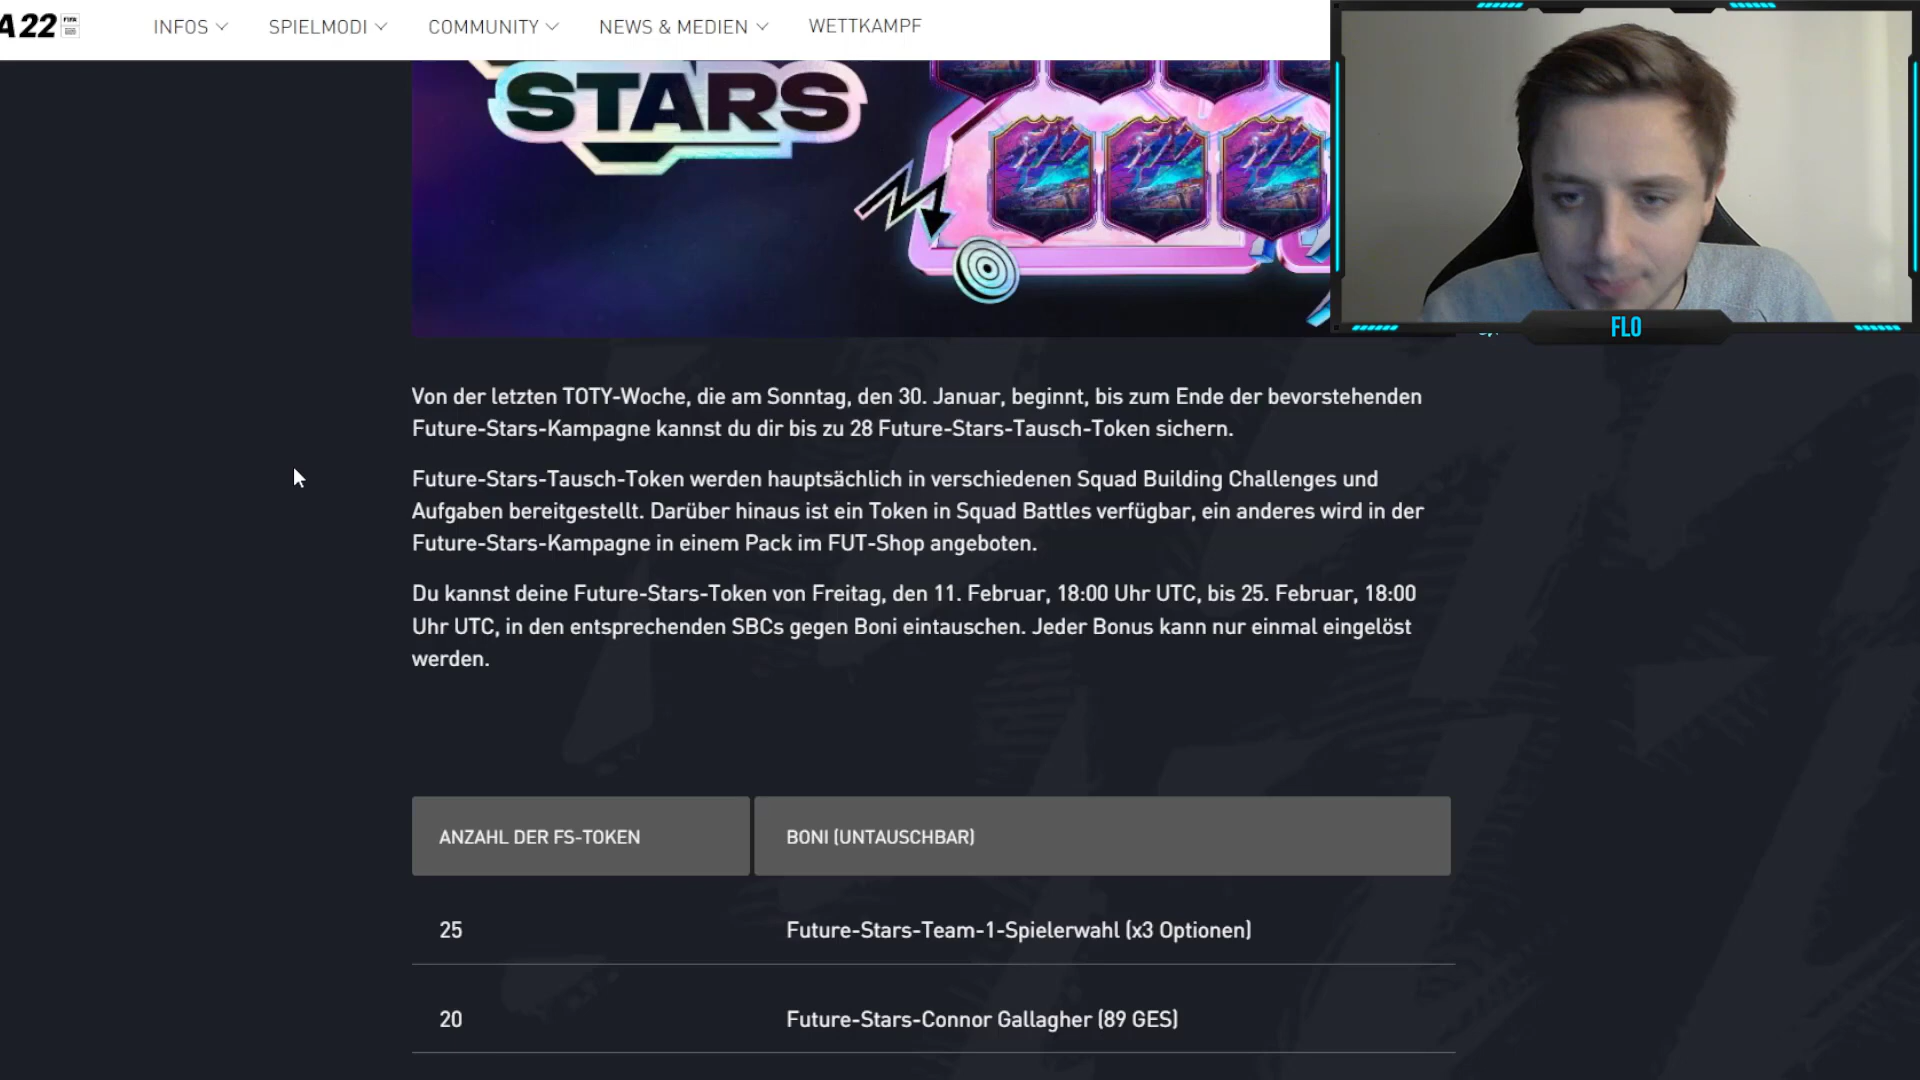 A 22
INFOS
SPIELMODI
COMMUNITY
NEWS & MEDIEN
WETTKAMPF
STARS
FLO
Von der letzten TOTY-Woche, die am Sonntag, den 30. Januar, beginnt, bis zum Ende der bevorstehenden
Future-Stars-Kampagne kannst du dir bis zu 28 Future-Stars-Tausch-Token sichern.
Future-Stars-Tausch-Token werden hauptsächlich in verschiedenen Squad Building Challenges und
Aufgaben bereitgestellt. Darüber hinaus ist ein Token in Squad Battles verfügbar, ein anderes wird in der
Future-Stars-Kampagne in einem Pack im FUT-Shop angeboten.
Du kannst deine Future-Stars-Token von Freitag, den 11. Februar, 18:00 Uhr UTC, bis 25. Februar, 18:00
Uhr UTC, in den entsprechenden SBCs gegen Boni eintauschen. Jeder Bonus kann nur einmal eingelöst
werden.
ANZAHL DER FS-TOKEN
BONI (UNTAUSCHBAR)
25
Future-Stars-Team-1-Spielerwahl (x3 Optionen)
20
Future-Stars-Connor Gallagher (89 GES)